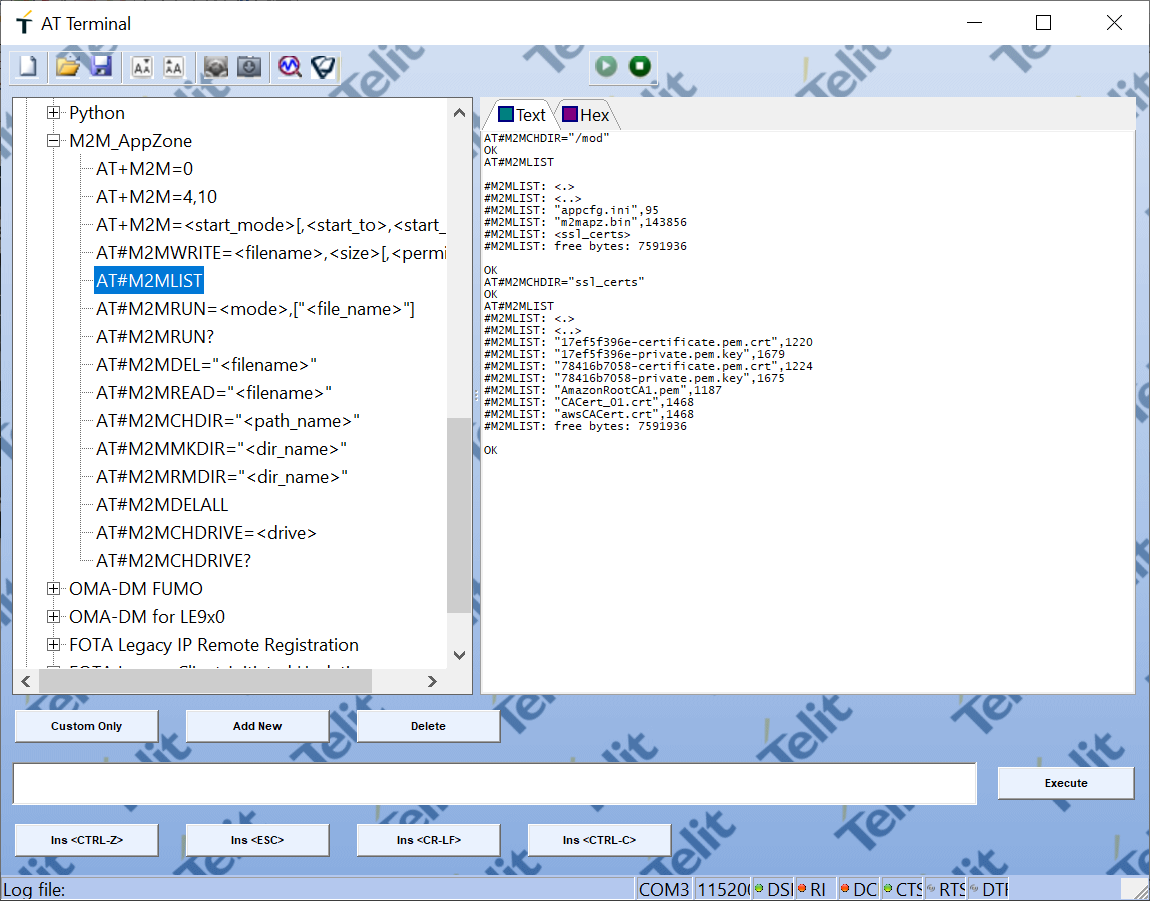 AT Terminal
Python
M2M_AppZone
AT+M2M=0
AT+M2M=4,10
AT+M2M=<start_mode>[,<start_to>,<start_
AT#M2MWRITE=<filename>,<size>[,<permi
AT#M2MLIST
AT#M2MRUN=<mode>,["<file_name>"]
AT#M2MRUN?
AT#M2MDEL="<filename>"
AT#M2MREAD="<filename>"
AT#M2MCHDIR="<path_name>"
AT#M2MMKDIR="<dir_name>"
AT#M2MRMDIR="<dir_name>"
AT#M2MDELALL
AT#M2MCHDRIVE=<drive>
AT#M2MCHDRIVE?
OMA-DM FUMO
OMA-DM for LE9x0
FOTA Legacy IP Remote Registration
Text Hex
AT#M2MCHDIR="/mod"
OK
AT#M2MLIST
#M2MLIST: <.>
#M2MLIST: <..>
#M2MLIST: "appcfg.ini",95
#M2MLIST: "m2mapz.bin",143856
#M2MLIST: <ssl_certs>
#M2MLIST: free bytes: 7591936
OK
AT#M2MCHDIR="ssl_certs"
OK
AT#M2MLIST
#M2MLIST: <.>
#M2MLIST: <..>
#M2MLIST: "17ef5f396e-certificate.pem.crt",1220
#M2MLIST: "17ef5f396e-private.pem.key",1679
#M2MLIST: "78416b7058-certificate.pem.crt",1224
#M2MLIST: "78416b7058-private.pem.key",1675
#M2MLIST: "AmazonRootCA1.pem",1187
#M2MLIST: "CACert_01.crt",1468
#M2MLIST: "awsCACert.crt",1468
#M2MLIST: free bytes: 7591936
OK
Custom Only Add New Delete
Execute
Ins <CTRL-Z> Ins <ESC> Ins <CR-LF> Ins <CTRL-C>
Log file: COM3 11520 DSI RI DC CTS RTS DTF
Telit